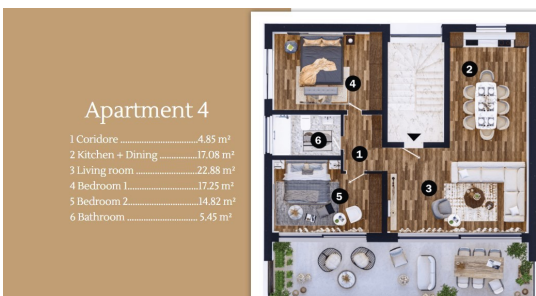 Apartment 4
1 Coridore ..............................4.85 m²
2 Kitchen + Dining ...............17.08 m²
3 Living room ........................22.88 m²
4 Bedroom 1...........................17.25 m²
5 Bedroom 2...........................14.82 m²
6 Bathroom ............................ 5.45 m²
4
2
6
1
5
3